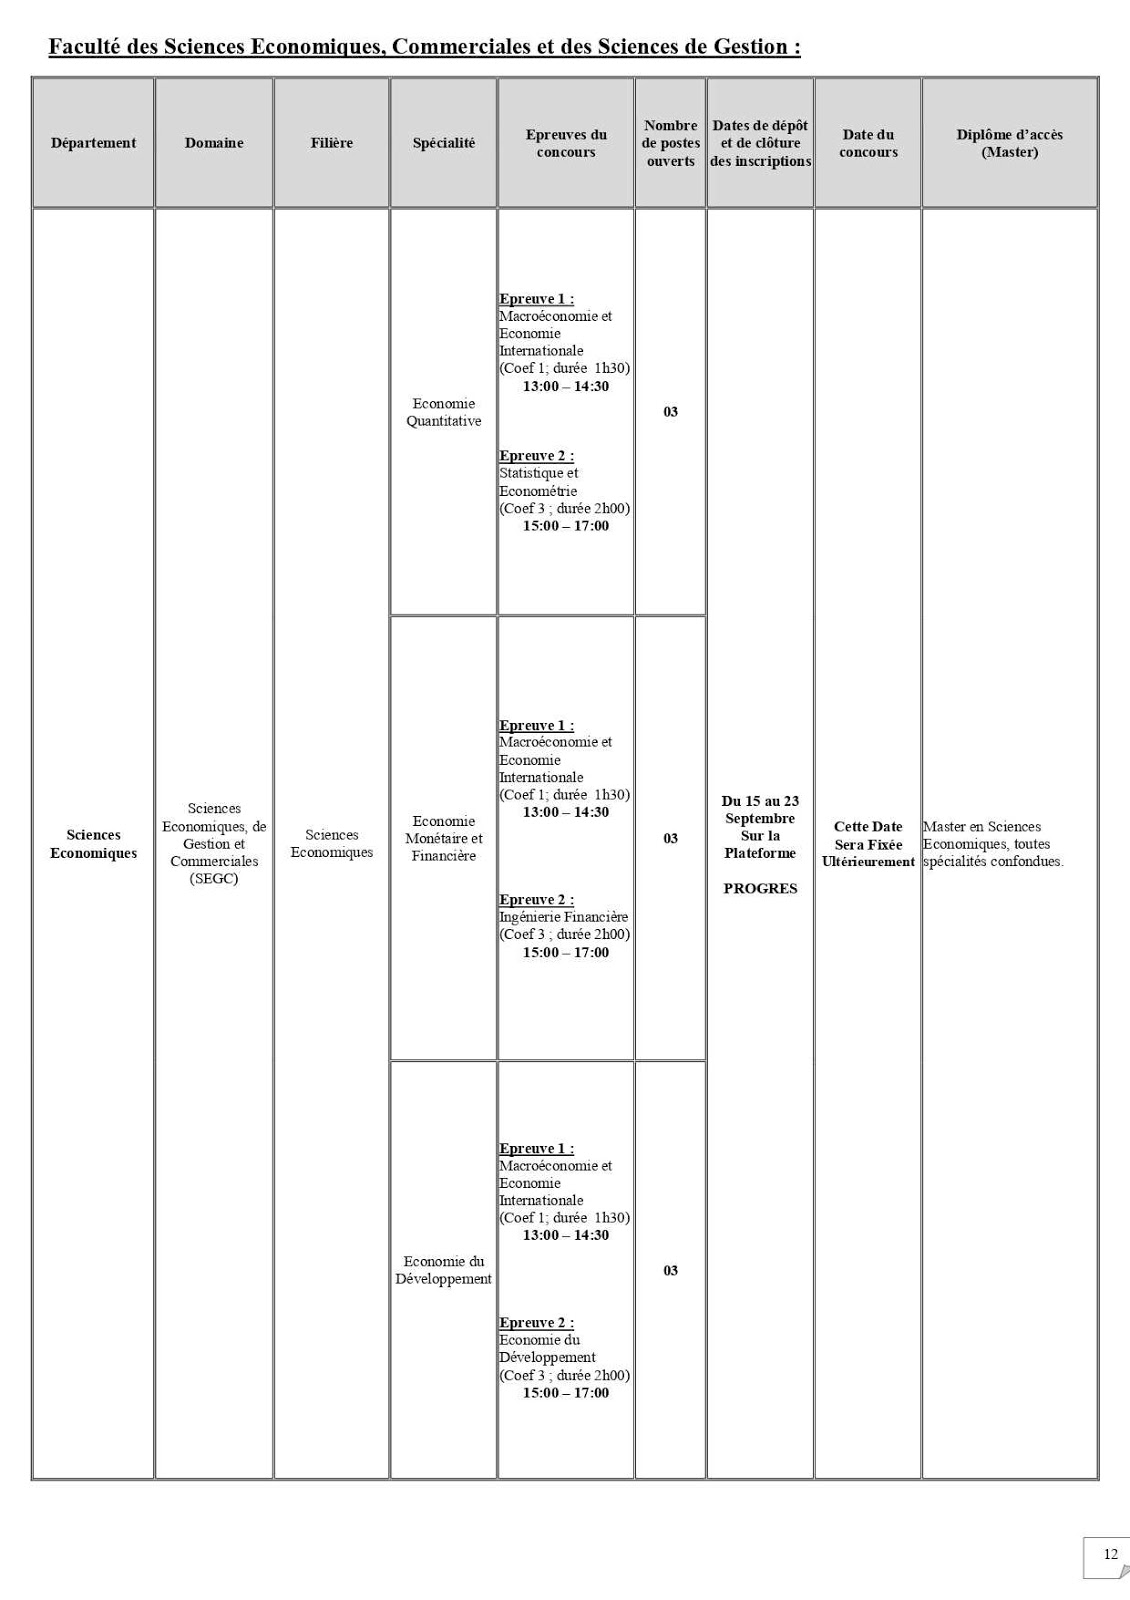 Faculté des Sciences Economiques, Commerciales et des Sciences de Gestion :
Département
Domaine
Filière
Spécialité
Epreuves du
concours
Nombre
de postes
ouverts
Dates de dépôt
et de clôture
des inscriptions
Date du
concours
Diplôme d’accès
(Master)
Sciences
Economiques
Sciences
Economiques, de
Gestion et
Commerciales
(SEGC)
Sciences
Economiques
Economie
Quantitative
Epreuve 1 :
Macroéconomie et
Economie
Internationale
(Coef 1; durée  1h30)
13:00 – 14:30
Epreuve 2 :
Statistique et
Econométrie
(Coef 3 ; durée 2h00)
15:00 – 17:00
03
Economie
Monétaire et
Financière
Epreuve 1 :
Macroéconomie et
Economie
Internationale
(Coef 1; durée  1h30)
13:00 – 14:30
Epreuve 2 :
Ingénierie Financière
(Coef 3 ; durée 2h00)
15:00 – 17:00
03
Economie du
Développement
Epreuve 1 :
Macroéconomie et
Economie
Internationale
(Coef 1; durée  1h30)
13:00 – 14:30
Epreuve 2 :
Economie du
Développement
(Coef 3 ; durée 2h00)
15:00 – 17:00
03
Du 15 au 23
Septembre
Sur la
Plateforme
PROGRES
Cette Date
Sera Fixée
Ultérieurement
Master en Sciences
Economiques, toutes
spécialités confondues.
12